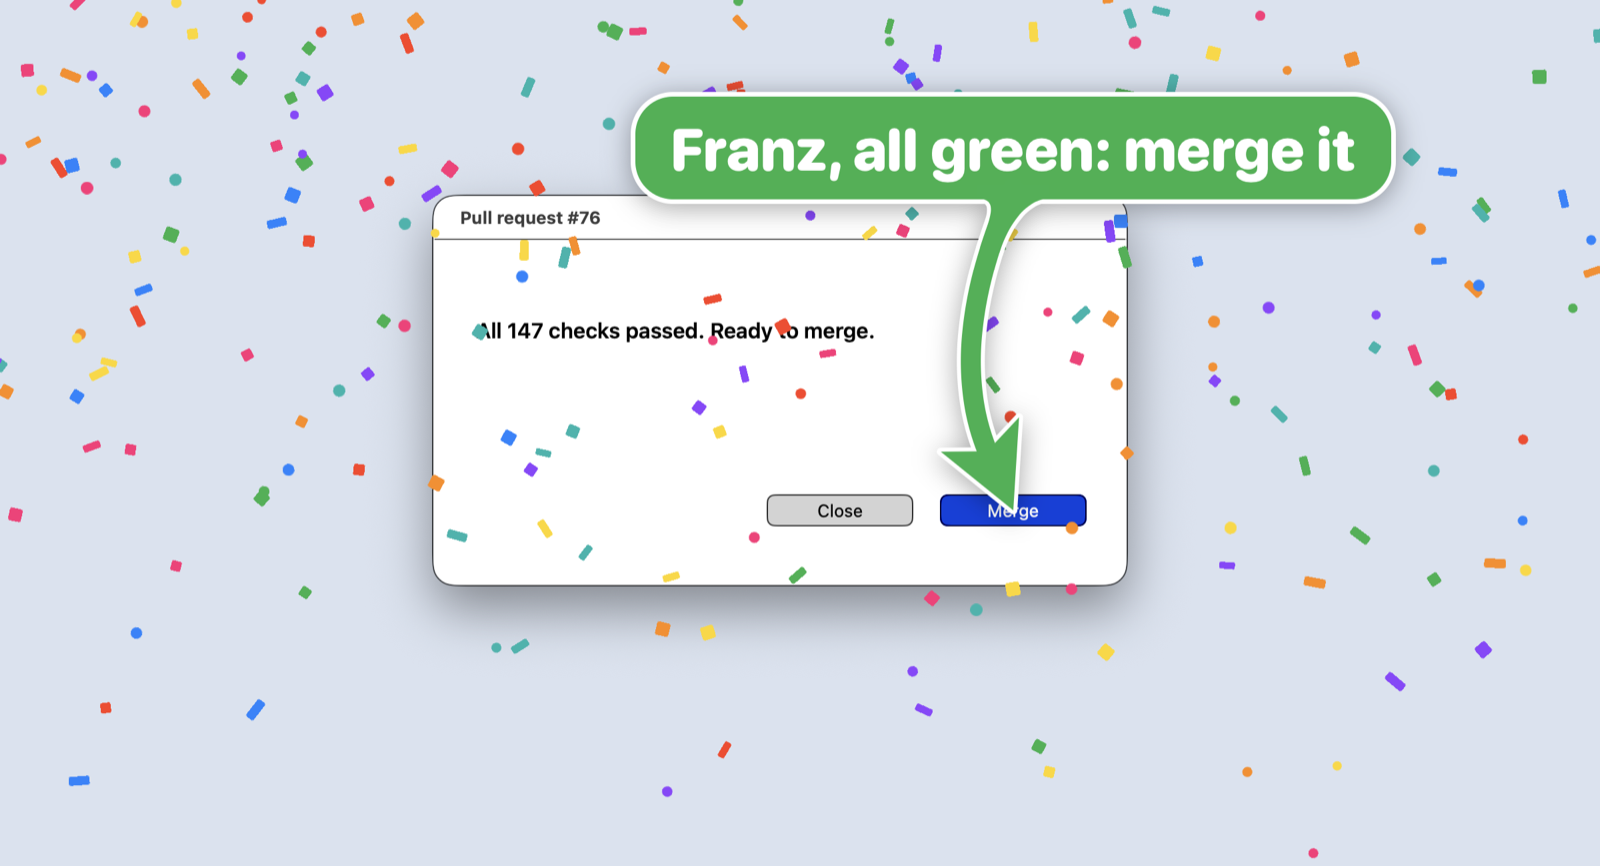 Franz, all green: merge it
Pull request #76
All 147 checks passed. Ready to merge.
Close
Merge